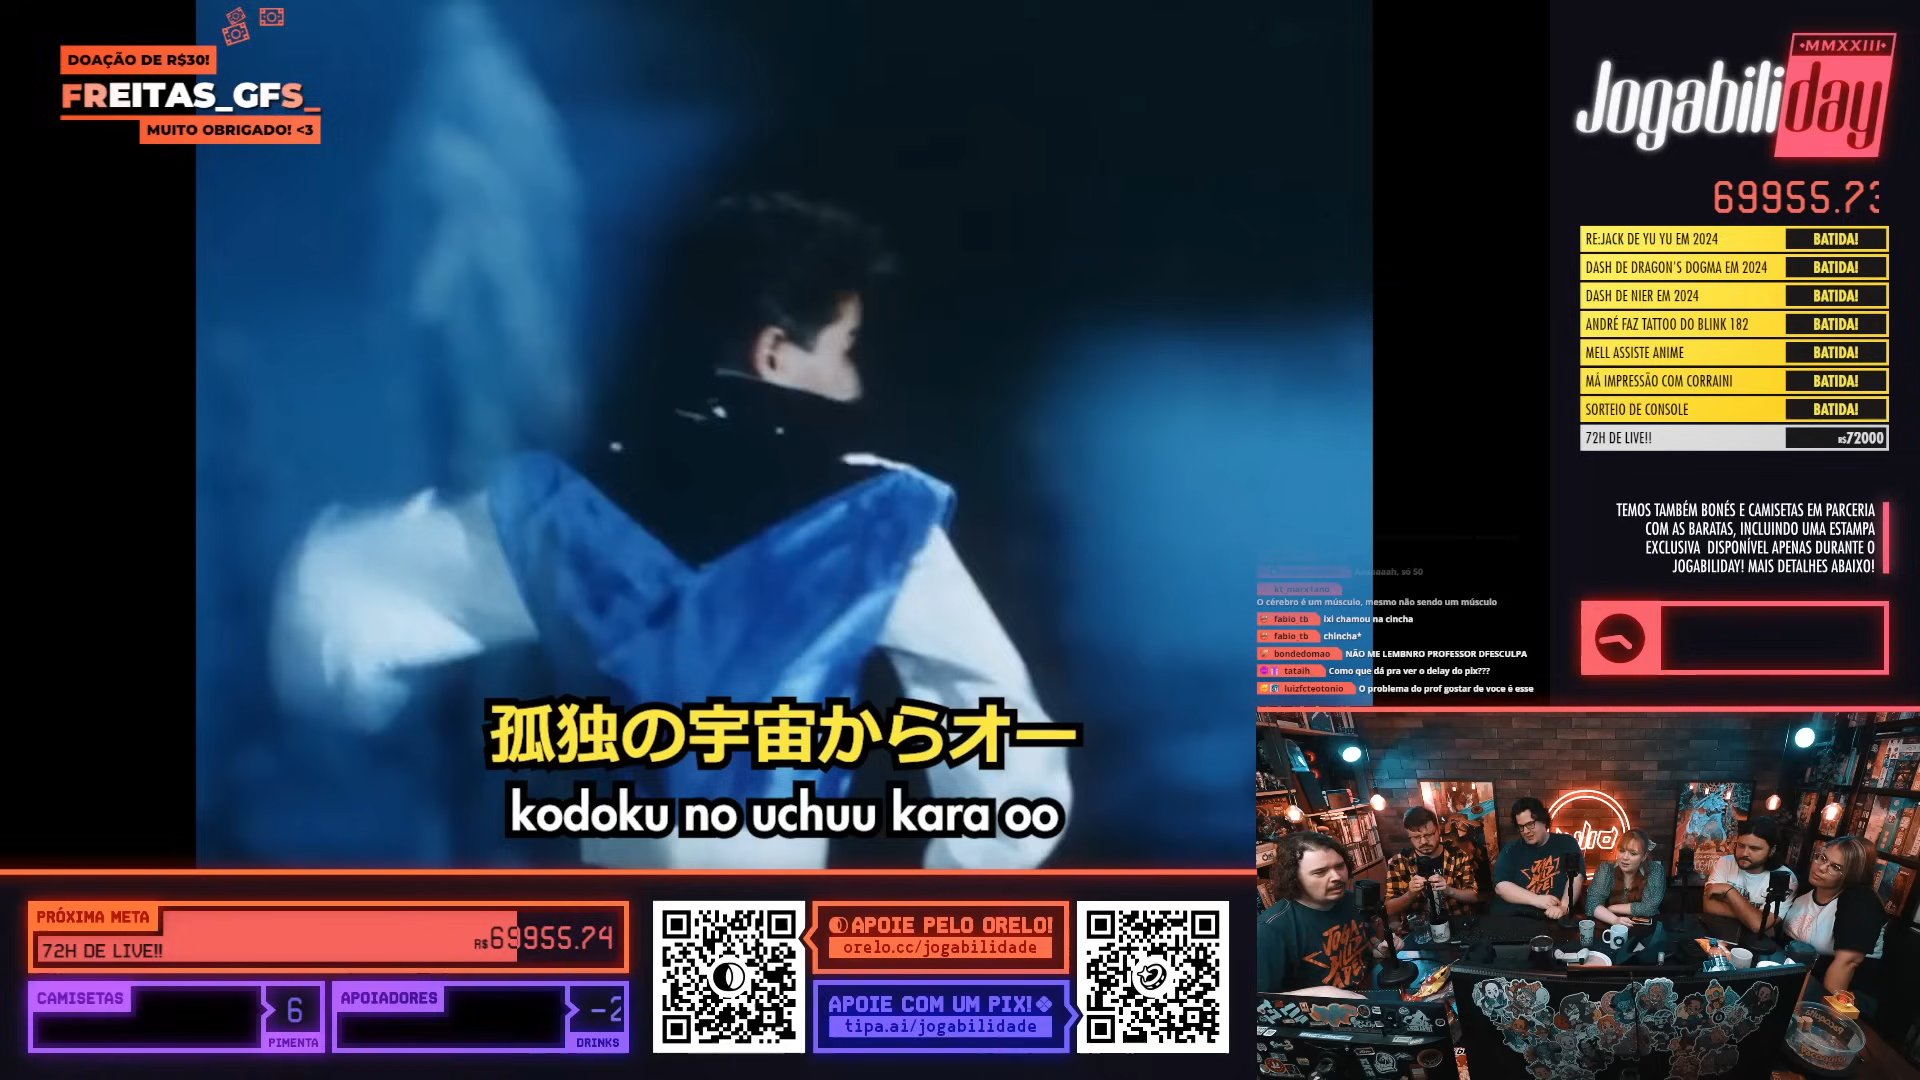 DOAÇÃO DE R$30!
FREITAS_GFS_
MUITO OBRIGADO! <3
•MMXXIII•
Jogabiliday
69955.73
RE:JACK DE YU YU EM 2024 BATIDA!
DASH DE DRAGON'S DOGMA EM 2024 BATIDA!
DASH DE NIER EM 2024 BATIDA!
ANDRÉ FAZ TATTOO DO BLINK 182 BATIDA!
MELL ASSISTE ANIME BATIDA!
MÁ IMPRESSÃO COM CORRAINI BATIDA!
SORTEIO DE CONSOLE BATIDA!
72H DE LIVE!! R$72000
TEMOS TAMBÉM BONÉS E CAMISETAS EM PARCERIA
COM AS BARATAS, INCLUINDO UMA ESTAMPA
EXCLUSIVA DISPONÍVEL APENAS DURANTE O
JOGABILIDAY! MAIS DETALHES ABAIXO!
só 50
O cérebro é um músculo, mesmo não sendo um músculo
fabio_tb ixi chamou na cincha
fabio_tb chincha*
bondedomao NÃO ME LEMBNRO PROFESSOR DFESCULPA
tataih Como que dá pra ver o delay do pix???
luizfcteotonio O problema do prof gostar de voce é esse
孤独の宇宙からオー
kodoku no uchuu kara oo
PRÓXIMA META
72H DE LIVE!! R$69955.74
CAMISETAS 6 PIMENTA
APOIADORES -2 DRINKS
APOIE PELO ORELO!
orelo.cc/jogabilidade
APOIE COM UM PIX!
tipa.ai/jogabilidade